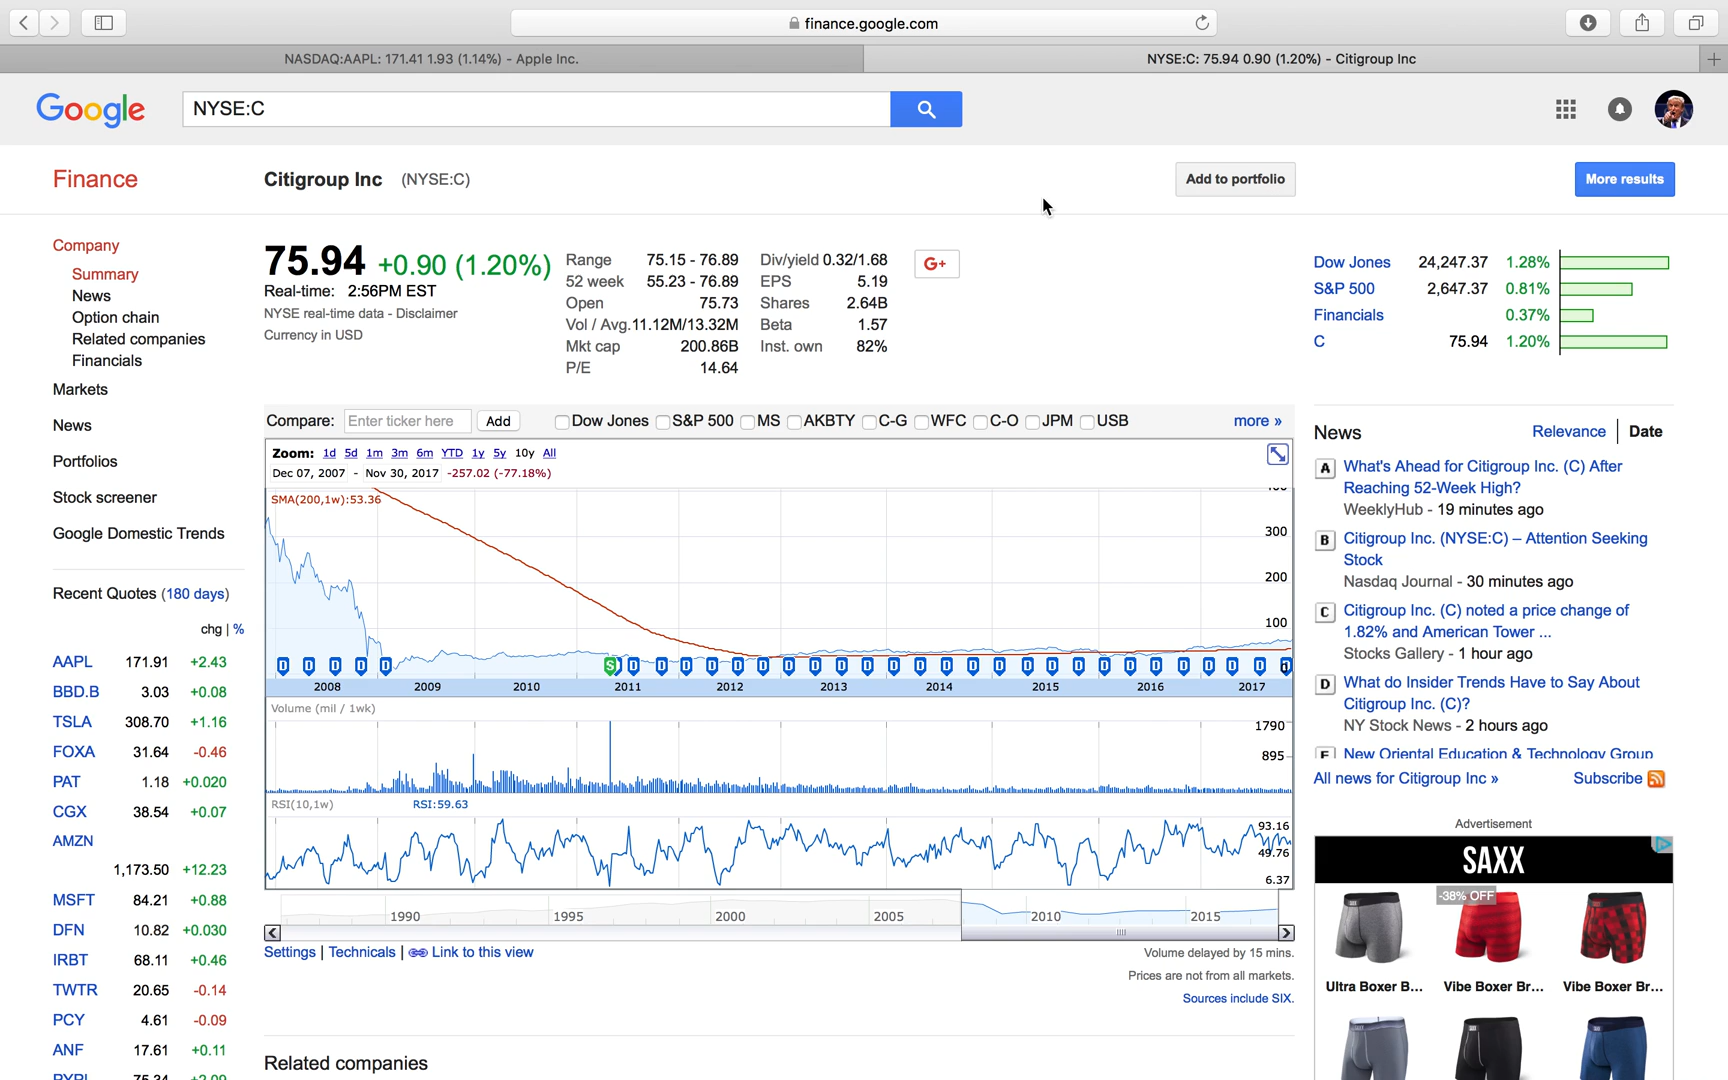 finance.google.com
NASDAQ:AAPL: 171.41 1.93 (1.14%) - Apple Inc.
NYSE:C: 75.94 0.90 (1.20%) - Citigroup Inc
Google
NYSE:C
Finance
Citigroup Inc (NYSE:C)
Add to portfolio
More results
Company
Summary
News
Option chain
Related companies
Financials
Markets
News
Portfolios
Stock screener
Google Domestic Trends
Recent Quotes (180 days)
chg | %
AAPL 171.91 +2.43
BBD.B 3.03 +0.08
TSLA 308.70 +1.16
FOXA 31.64 -0.46
PAT 1.18 +0.020
CGX 38.54 +0.07
AMZN
1,173.50 +12.23
MSFT 84.21 +0.88
DFN 10.82 +0.030
IRBT 68.11 +0.46
TWTR 20.65 -0.14
PCY 4.61 -0.09
ANF 17.61 +0.11
PYPL 75.34 +2.09
75.94 +0.90 (1.20%)
Real-time: 2:56PM EST
NYSE real-time data - Disclaimer
Currency in USD
Range 75.15 - 76.89
52 week 55.23 - 76.89
Open 75.73
Vol / Avg. 11.12M/13.32M
Mkt cap 200.86B
P/E 14.64
Div/yield 0.32/1.68
EPS 5.19
Shares 2.64B
Beta 1.57
Inst. own 82%
G+
Dow Jones 24,247.37 1.28%
S&P 500 2,647.37 0.81%
Financials 0.37%
C 75.94 1.20%
Compare: Enter ticker here Add Dow Jones S&P 500 MS AKBTY C-G WFC C-O JPM USB more »
Zoom: 1d 5d 1m 3m 6m YTD 1y 5y 10y All
Dec 07, 2007 - Nov 30, 2017 -257.02 (-77.18%)
SMA(200,1w):53.36
400
300
200
100
0
D D D D D S D D D D D D D D D D D D D D D D D D D D D D D D D D
2008 2009 2010 2011 2012 2013 2014 2015 2016 2017
Volume (mil / 1wk)
1790
895
RSI(10,1w) RSI:59.63
93.16
49.76
6.37
1990 1995 2000 2005 2010 2015
Settings | Technicals | Link to this view
Volume delayed by 15 mins.
Prices are not from all markets.
Sources include SIX.
Related companies
News
Relevance | Date
A What's Ahead for Citigroup Inc. (C) After
Reaching 52-Week High?
WeeklyHub - 19 minutes ago
B Citigroup Inc. (NYSE:C) – Attention Seeking
Stock
Nasdaq Journal - 30 minutes ago
C Citigroup Inc. (C) noted a price change of
1.82% and American Tower ...
Stocks Gallery - 1 hour ago
D What do Insider Trends Have to Say About
Citigroup Inc. (C)?
NY Stock News - 2 hours ago
E New Oriental Education & Technology Group
All news for Citigroup Inc »
Subscribe
Advertisement
SAXX
-38% OFF
Ultra Boxer B... Vibe Boxer Br... Vibe Boxer Br...